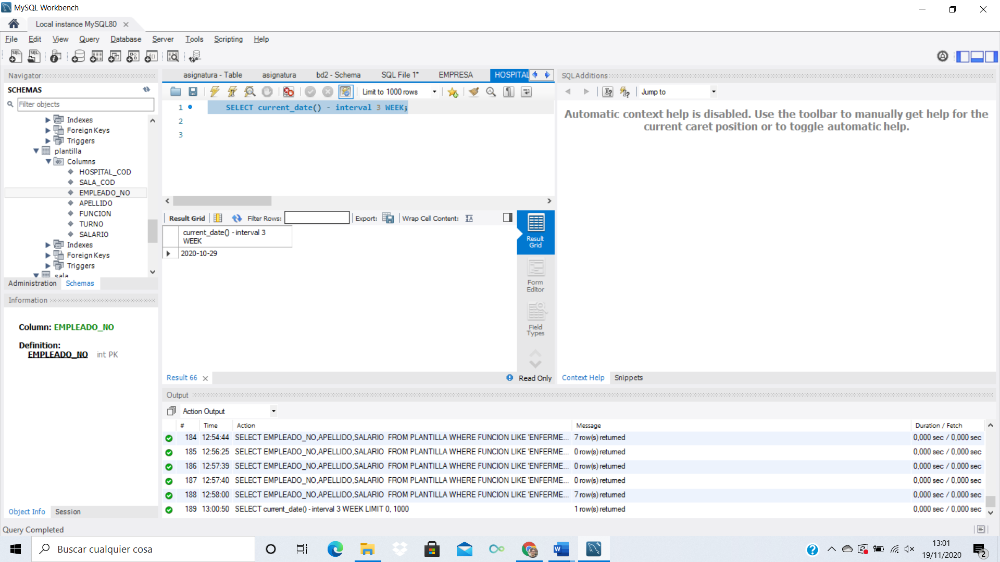 MySQL Workbench
Local instance MySQL80
File Edit View Query Database Server Tools Scripting Help
Navigator
SCHEMAS
Filter objects
Indexes
Foreign Keys
Triggers
plantilla
Columns
HOSPITAL_COD
SALA_COD
EMPLEADO_NO
APELLIDO
FUNCION
TURNO
SALARIO
Indexes
Foreign Keys
Triggers
sala
Administration Schemas
Information
Column: EMPLEADO_NO
Definition:
EMPLEADO_NO int PK
Object Info Session
asignatura - Table asignatura bd2 - Schema SQL File 1* EMPRESA HOSPITAL
Limit to 1000 rows
1 SELECT current_date() - interval 3 WEEK;
2
3
Result Grid Filter Rows: Export: Wrap Cell Content:
current_date() - interval 3
WEEK
2020-10-29
Result
Grid
Form
Editor
Field
Types
Result 66 Read Only
SQLAdditions
Jump to
Automatic context help is disabled. Use the toolbar to manually get help for the
current caret position or to toggle automatic help.
Context Help Snippets
Output
Action Output
# Time Action Message Duration / Fetch
184 12:54:44 SELECT EMPLEADO_NO,APELLIDO,SALARIO FROM PLANTILLA WHERE FUNCION LIKE 'ENFERME... 7 row(s) returned 0,000 sec / 0,000 sec
185 12:56:25 SELECT EMPLEADO_NO,APELLIDO,SALARIO FROM PLANTILLA WHERE FUNCION LIKE 'ENFERME... 0 row(s) returned 0,000 sec / 0,000 sec
186 12:57:39 SELECT EMPLEADO_NO,APELLIDO,SALARIO FROM PLANTILLA WHERE FUNCION LIKE 'ENFERME... 0 row(s) returned 0,000 sec / 0,000 sec
187 12:57:40 SELECT EMPLEADO_NO,APELLIDO,SALARIO FROM PLANTILLA WHERE FUNCION LIKE 'ENFERME... 0 row(s) returned 0,000 sec / 0,000 sec
188 12:58:00 SELECT EMPLEADO_NO,APELLIDO,SALARIO FROM PLANTILLA WHERE FUNCION LIKE 'ENFERME... 7 row(s) returned 0,000 sec / 0,000 sec
189 13:00:50 SELECT current_date() - interval 3 WEEK LIMIT 0, 1000 1 row(s) returned 0,000 sec / 0,000 sec
Query Completed
Buscar cualquier cosa
13:01
19/11/2020
2